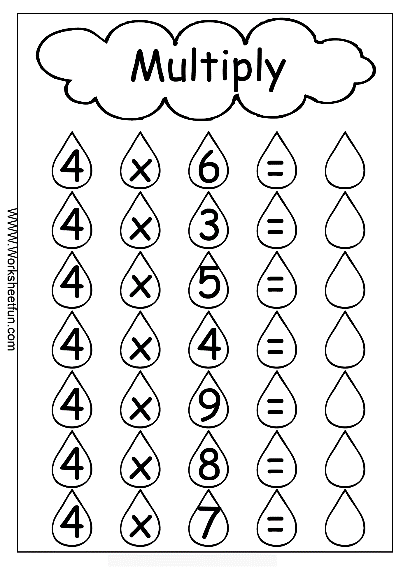 Multiply
4 x 6 =
4 x 3 =
4 x 5 =
4 x 4 =
4 x 9 =
4 x 8 =
4 x 7 =
WWW.Worksheetfun.com